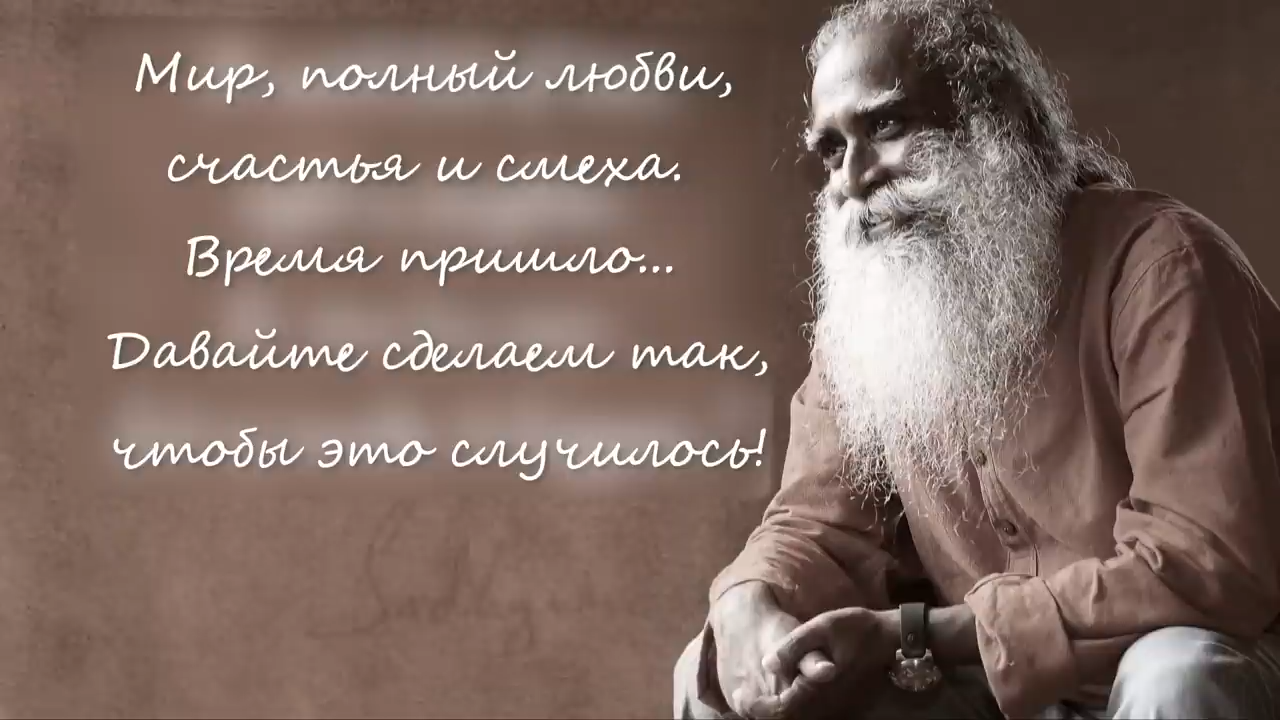 Мир, полный любви,
счастья и смеха.
Время пришло...
Давайте сделаем так,
чтобы это случилось!